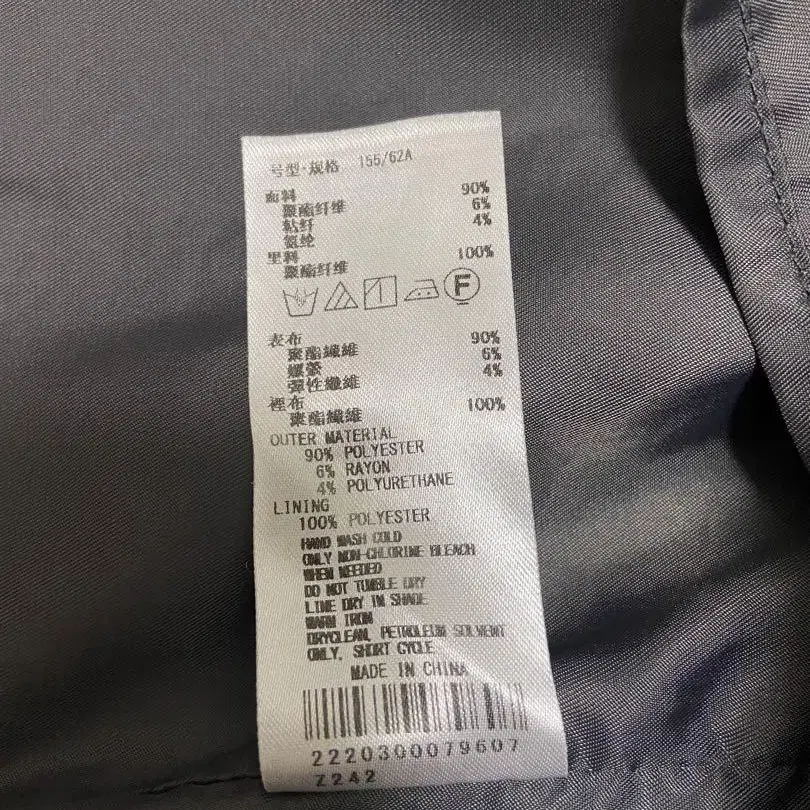 号型·规格 155/62A
面料
聚酯纤维 90%
粘纤 6%
氨纶 4%
里料
聚酯纤维 100%
F
表布
聚酯纖維 90%
嫘縈 6%
彈性纖維 4%
裡布
聚酯纖維 100%
OUTER MATERIAL
90% POLYESTER
6% RAYON
4% POLYURETHANE
LINING
100% POLYESTER
HAND WASH COLD
ONLY NON-CHLORINE BLEACH
WHEN NEEDED
DO NOT TUMBLE DRY
LINE DRY IN SHADE
WARM IRON
DRYCLEAN, PETROLEUM SOLVENT
ONLY, SHORT CYCLE
MADE IN CHINA
2220300079607
Z242